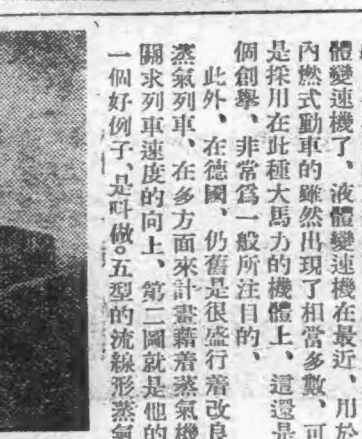 體變速機了、液體變速機在最近、用於
內燃式動車的雖然出現了相當多數、可
是採用在此種大馬力的機體上、這還是
個創舉、非常爲一般所注目的、
此外、在德國、仍舊是很盛行着改良
蒸氣列車、在多方面來計畫藉着蒸氣機
關求列車速度的向上、第二圖就是他的
一個好例子、是叫做。五型的流線形蒸氣